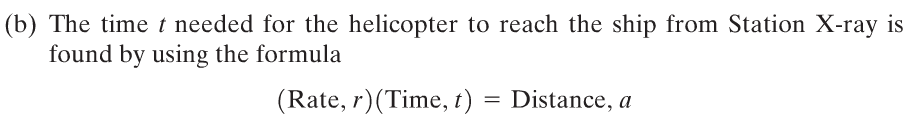 (b) The time t needed for the helicopter to reach the ship from Station X-ray is
found by using the formula
(Rate, r)(Time, t) = Distance, a